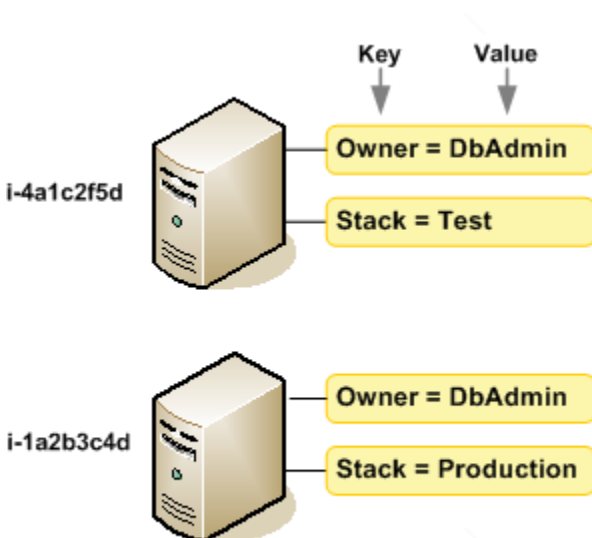 Key Value
Owner = DbAdmin
i-4a1c2f5d
Stack = Test
Owner = DbAdmin
i-1a2b3c4d
Stack = Production